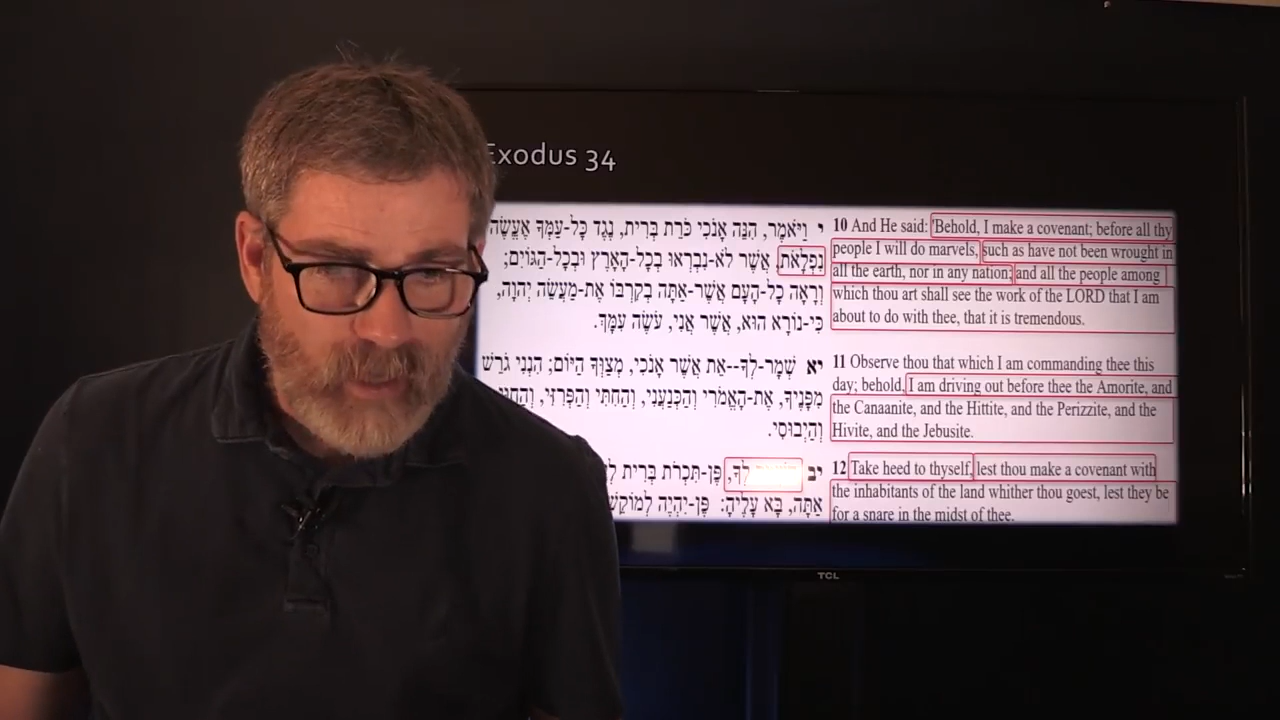 Exodus 34
י וַיֹּאמֶר, הִנֵּה אָנֹכִי כֹּרֵת בְּרִית, נֶגֶד כָּל-עַמְּךָ אֶעֱשֶׂה
נִפְלָאֹת, אֲשֶׁר לֹא-נִבְרְאוּ בְכָל-הָאָרֶץ וּבְכָל-הַגּוֹיִם;
וְרָאָה כָל-הָעָם אֲשֶׁר-אַתָּה בְקִרְבּוֹ אֶת-מַעֲשֵׂה יְהוָה,
כִּי-נוֹרָא הוּא, אֲשֶׁר אֲנִי, עֹשֶׂה עִמָּךְ.
10 And He said: 'Behold, I make a covenant; before all thy
people I will do marvels, such as have not been wrought in
all the earth, nor in any nation; and all the people among
which thou art shall see the work of the LORD that I am
about to do with thee, that it is tremendous.
יא שְׁמָר-לְךָ--אֵת אֲשֶׁר אָנֹכִי, מְצַוְּךָ הַיּוֹם; הִנְנִי גֹרֵשׁ
מִפָּנֶיךָ, אֶת-הָאֱמֹרִי וְהַכְּנַעֲנִי, וְהַחִתִּי וְהַפְּרִזִּי,
וְהַיְבוּסִי.
11 Observe thou that which I am commanding thee this
day; behold, I am driving out before thee the Amorite, and
the Canaanite, and the Hittite, and the Perizzite, and the
Hivite, and the Jebusite.
יב לְךָ, פֶּן-תִּכְרֹת בְּרִית
אַתָּה, בָּא עָלֶיהָ: פֶּן-יִהְיֶה לְמוֹקֵשׁ
12 Take heed to thyself, lest thou make a covenant with
the inhabitants of the land whither thou goest, lest they be
for a snare in the midst of thee.
TCL